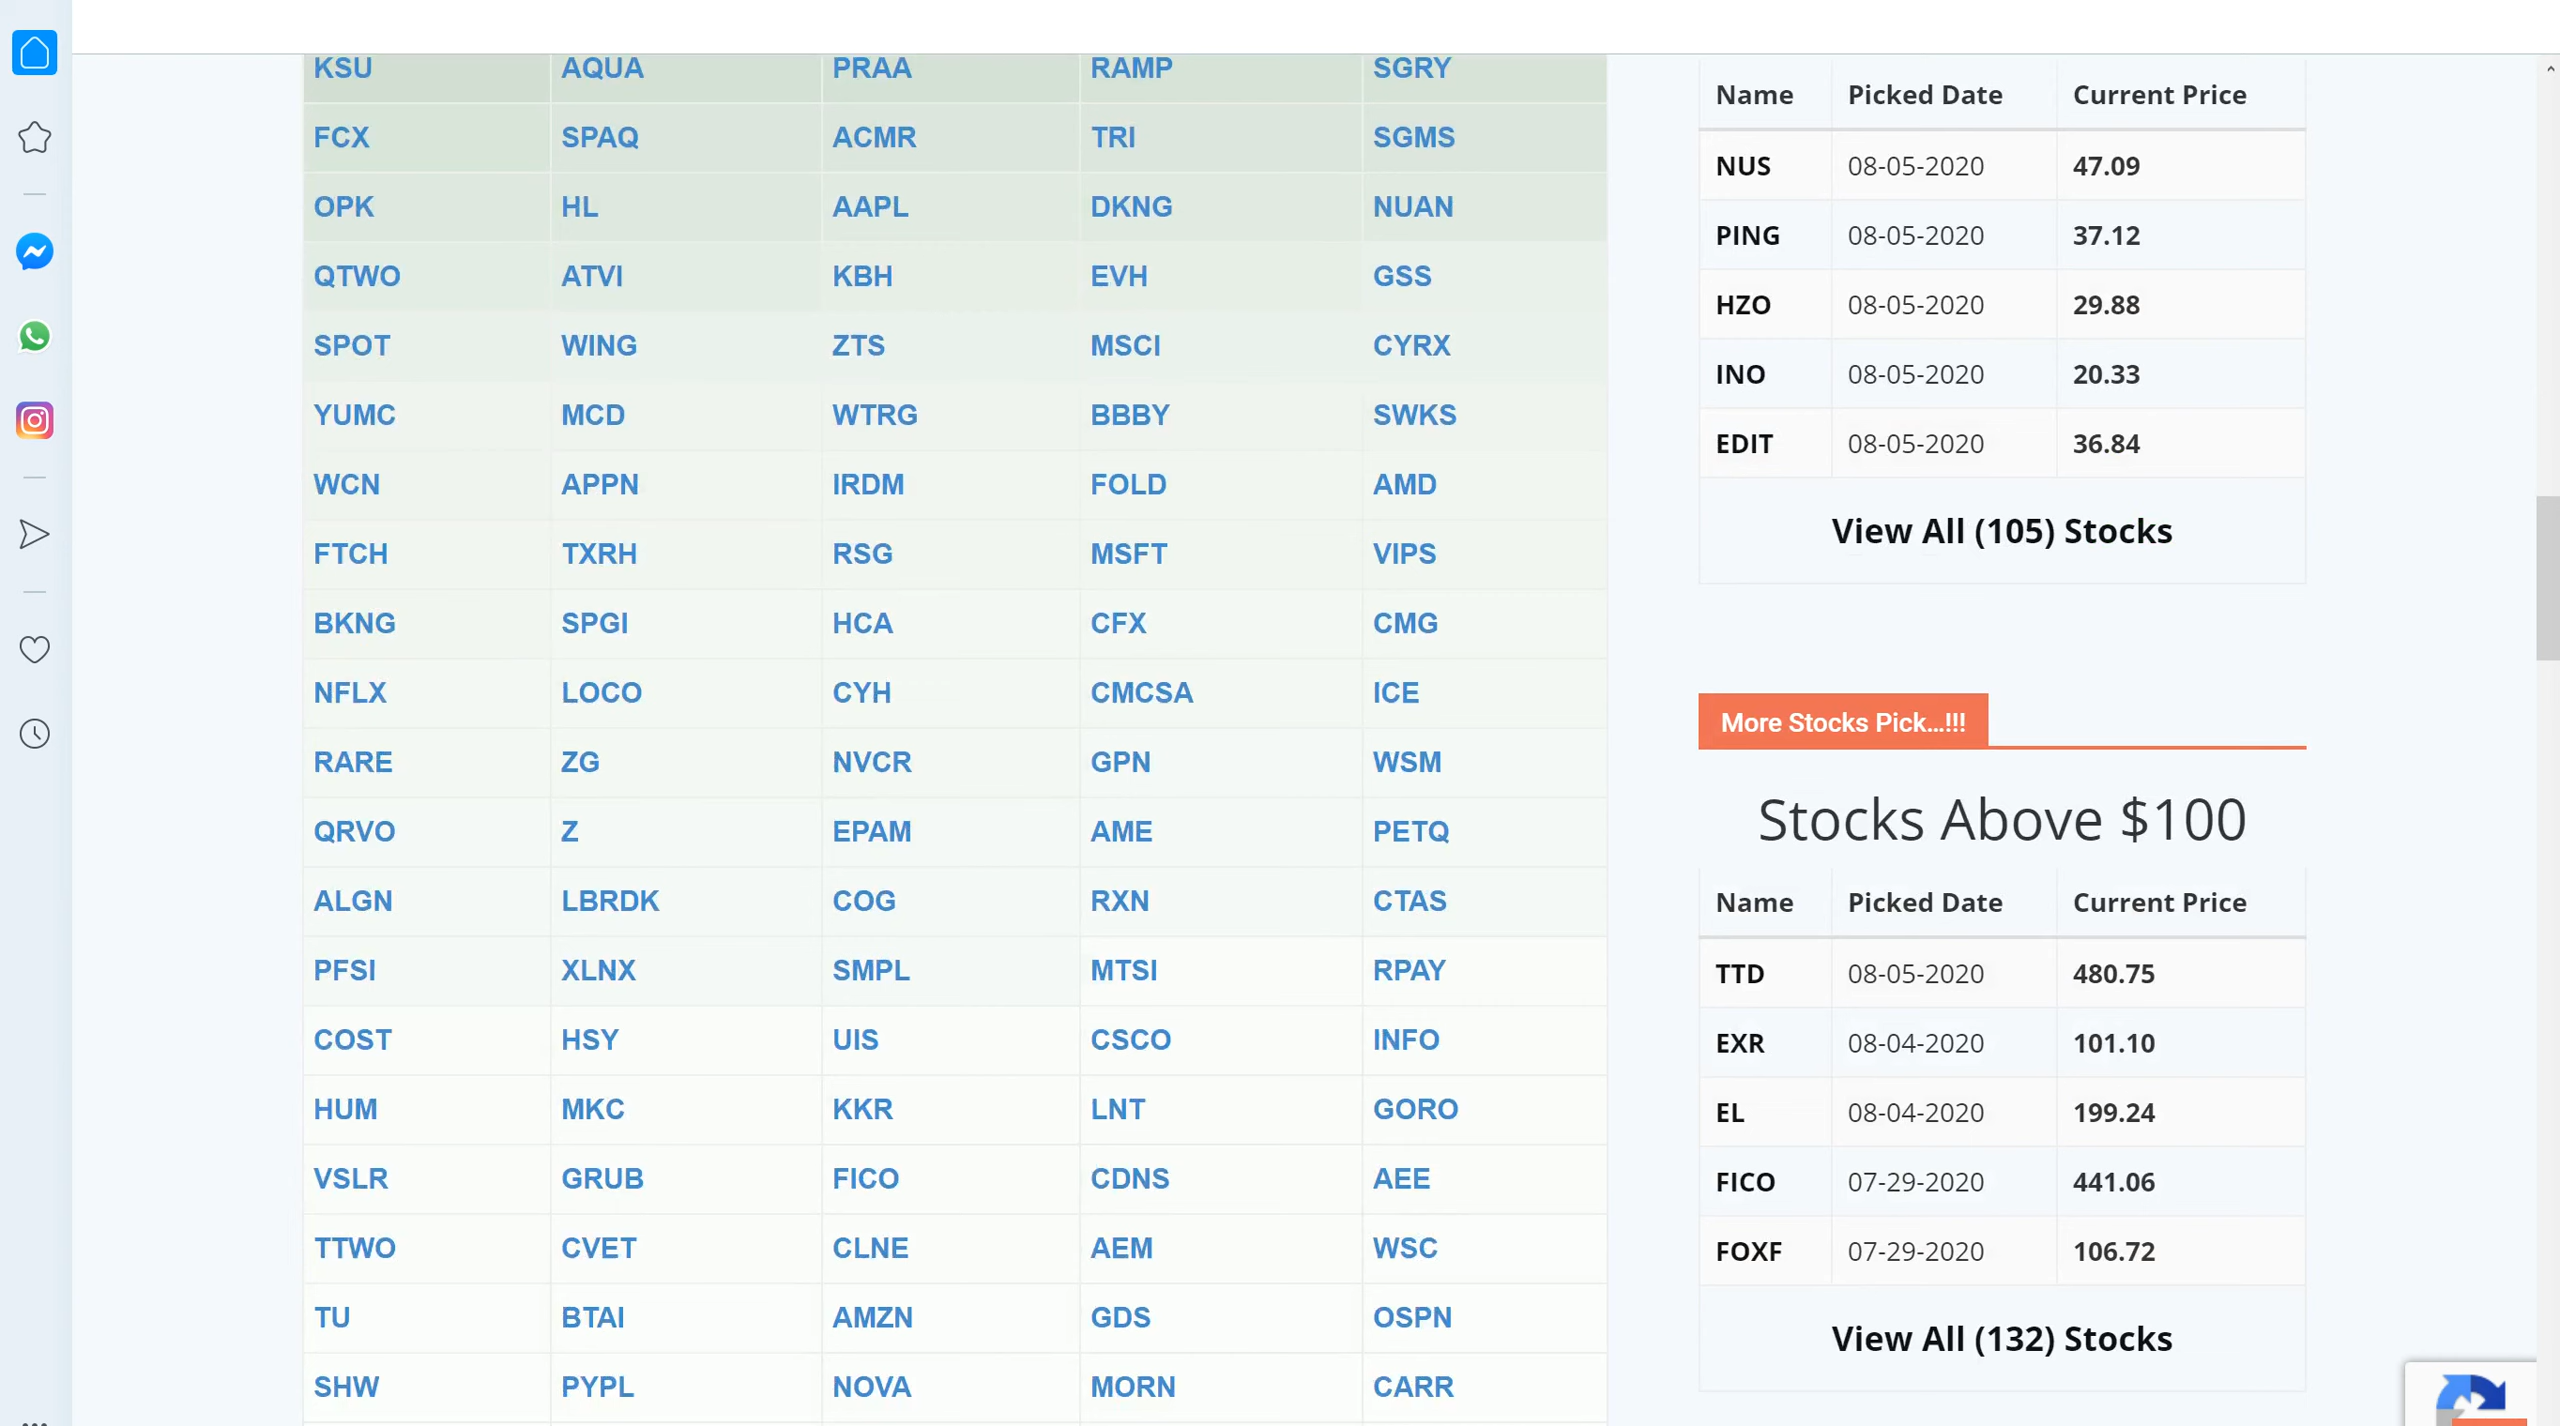 KSU AQUA PRAA RAMP SGRY
FCX SPAQ ACMR TRI SGMS
OPK HL AAPL DKNG NUAN
QTWO ATVI KBH EVH GSS
SPOT WING ZTS MSCI CYRX
YUMC MCD WTRG BBBY SWKS
WCN APPN IRDM FOLD AMD
FTCH TXRH RSG MSFT VIPS
BKNG SPGI HCA CFX CMG
NFLX LOCO CYH CMCSA ICE
RARE ZG NVCR GPN WSM
QRVO Z EPAM AME PETQ
ALGN LBRDK COG RXN CTAS
PFSI XLNX SMPL MTSI RPAY
COST HSY UIS CSCO INFO
HUM MKC KKR LNT GORO
VSLR GRUB FICO CDNS AEE
TTWO CVET CLNE AEM WSC
TU BTAI AMZN GDS OSPN
SHW PYPL NOVA MORN CARR
Name Picked Date Current Price
NUS 08-05-2020 47.09
PING 08-05-2020 37.12
HZO 08-05-2020 29.88
INO 08-05-2020 20.33
EDIT 08-05-2020 36.84
View All (105) Stocks
More Stocks Pick...!!!
Stocks Above $100
Name Picked Date Current Price
TTD 08-05-2020 480.75
EXR 08-04-2020 101.10
EL 08-04-2020 199.24
FICO 07-29-2020 441.06
FOXF 07-29-2020 106.72
View All (132) Stocks